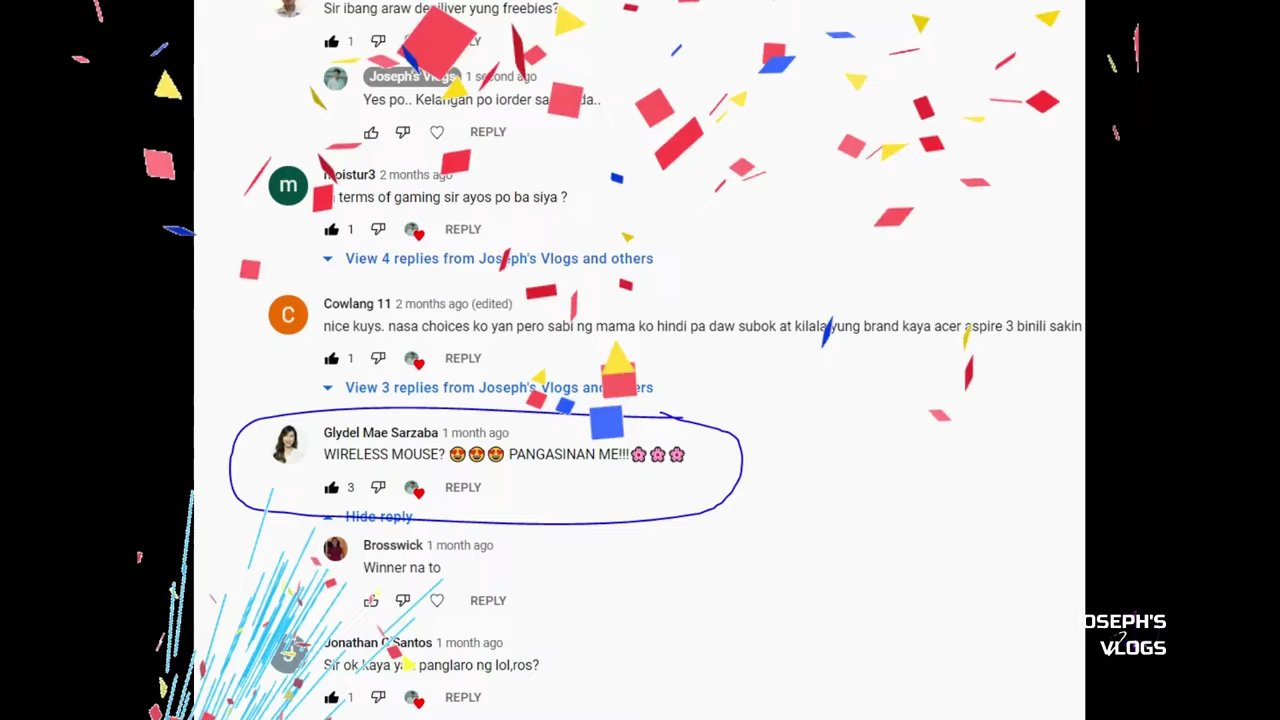 Sir ibang araw deniliver yung freebies?
1
Joseph's Vlogs 1 second ago
Yes po.. Kelangan po iorder sa
REPLY
moistur3 2 months ago
terms of gaming sir ayos po ba siya ?
1 REPLY
View 4 replies from Joseph's Vlogs and others
Cowlang 11 2 months ago (edited)
nice kuys. nasa choices ko yan pero sabi ng mama ko hindi pa daw subok at kilala yung brand kaya acer aspire 3 binili sakin
1 REPLY
View 3 replies from Joseph's Vlogs and others
Glydel Mae Sarzaba 1 month ago
WIRELESS MOUSE? 😍😍😍 PANGASINAN ME!!!🌸🌸🌸
3 REPLY
Hide reply
Brosswick 1 month ago
Winner na to
REPLY
Jonathan C Santos 1 month ago
Sir ok kaya panglaro ng lol,ros?
1 REPLY
JOSEPH'S
VLOGS
m
C